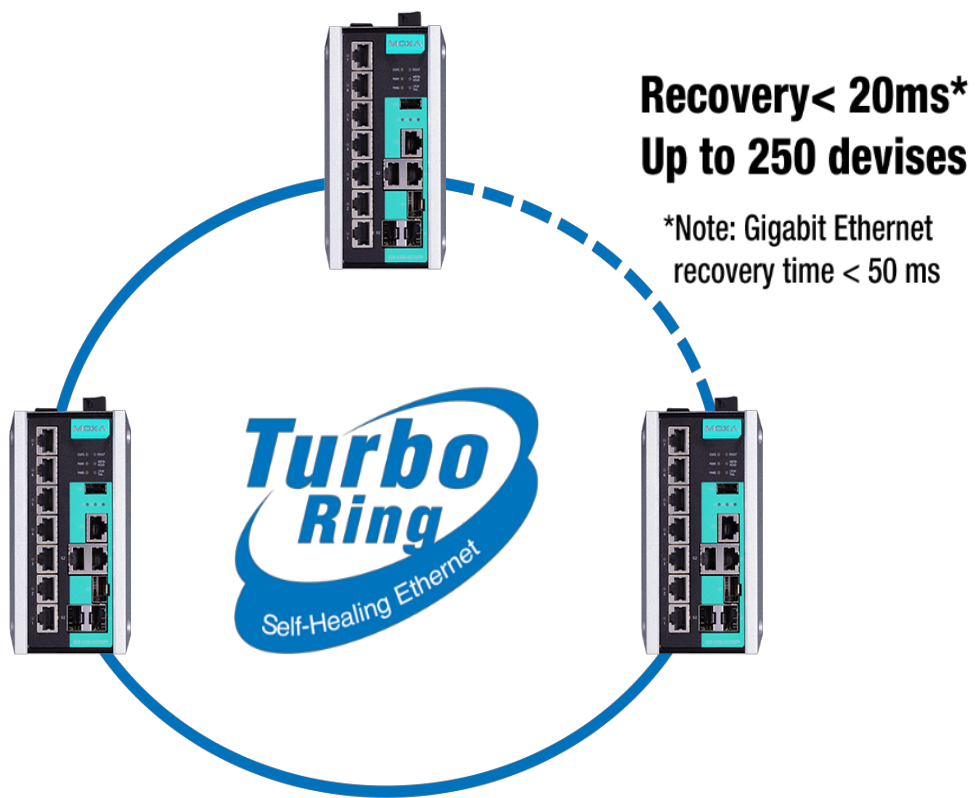 MOXA
Recovery< 20ms*
Up to 250 devises
*Note: Gigabit Ethernet
recovery time < 50 ms
MOXA
MOXA
Turbo
Ring
Self-Healing Ethernet